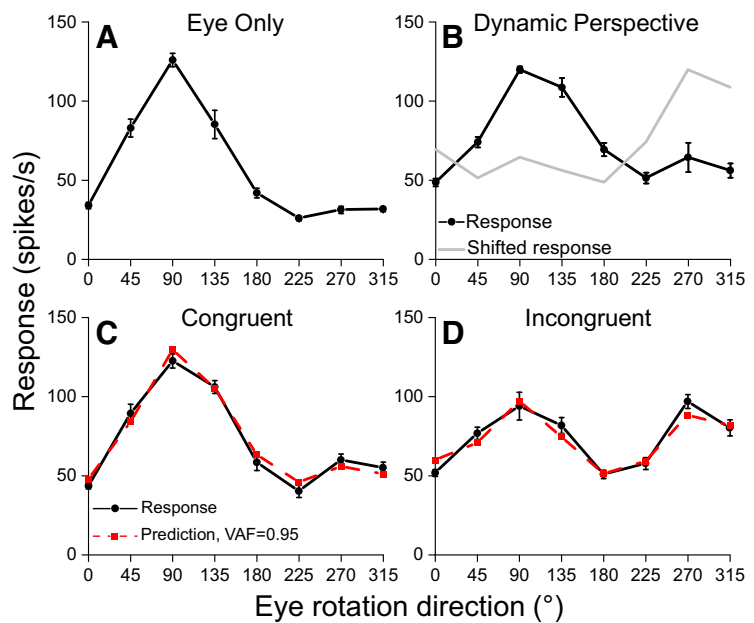 A Eye Only
B Dynamic Perspective
150
100
50
0
0 45 90 135 180 225 270 315
150
100
50
0
Response
Shifted response
0 45 90 135 180 225 270 315
C Congruent
D Incongruent
150
100
50
0
Response
Prediction, VAF=0.95
0 45 90 135 180 225 270 315
150
100
50
0
0 45 90 135 180 225 270 315
Response (spikes/s)
Eye rotation direction (°)